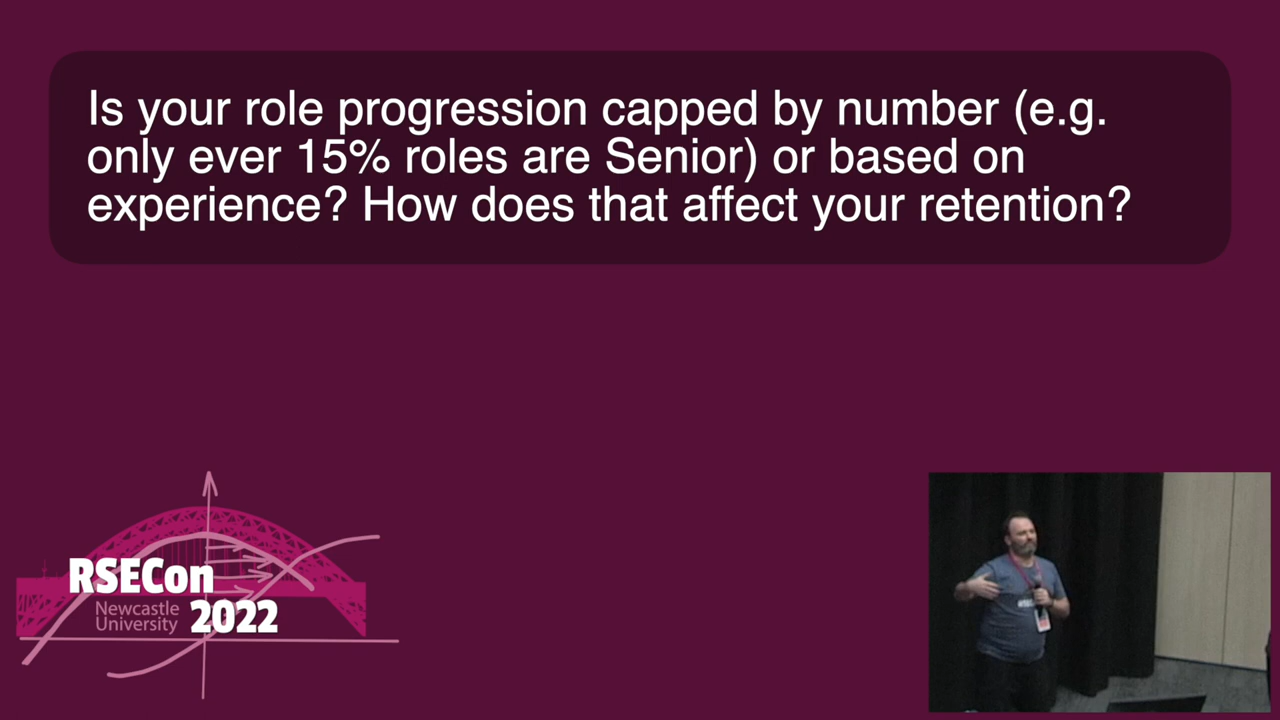 Is your role progression capped by number (e.g.
only ever 15% roles are Senior) or based on
experience? How does that affect your retention?
RSECon
Newcastle
University
2022